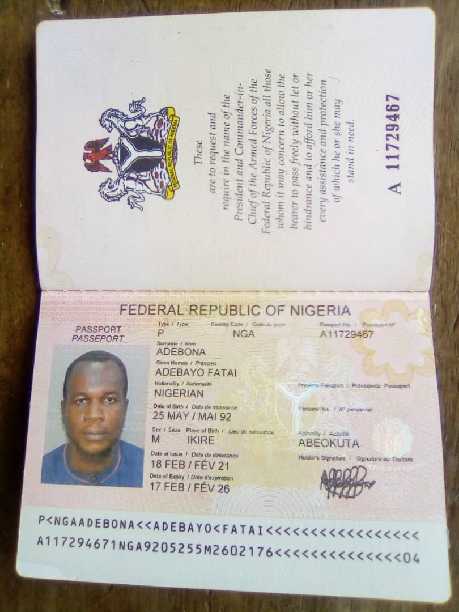 These
are to request and
require in the name of the
President and Commander-in-
Chief of the Armed Forces of the
Federal Republic of Nigeria all those
whom it may concern to allow the
bearer to pass freely without let or
hindrance and to afford him or her
every assistance and protection
of which he or she may
stand in need.
A 11729467
FEDERAL REPUBLIC OF NIGERIA
PASSPORT
PASSEPORT
Type / Type
Country Code / Code du pays
Passport No. / Passeport N°
P
NGA
A11729467
Surname / Nom
ADEBONA
Given Names / Prénoms
ADEBAYO FATAI
Nationality / Nationalité
Previous Passport / Précédente Passeport
NIGERIAN
Date of Birth / Date de naissance
25 MAY / MAI 92
Sex / Sexe
Place of Birth / Lieu de naissance
Authority / Autorité
M
IKIRE
ABEOKUTA
Date of Issue / Date de délivrance
Holder's Signature / Signature du titulaire
18 FEB / FÉV 21
Date of Expiry / Date d'expiration
17 FEB / FÉV 26
P<NGAADEBONA<<ADEBAYO<FATAI<<<<<<<<<<<<<<<<<
A117294671NGA9205255M2602176<<<<<<<<<<<<<<04